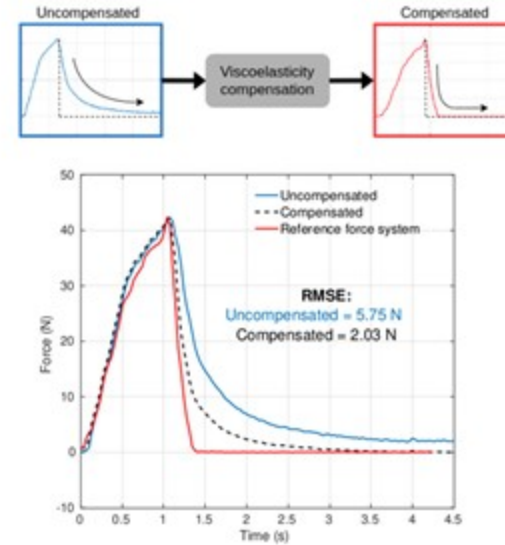 Uncompensated
Compensated
Viscoelasticity
compensation
50
40
30
20
10
0
-10
Force (N)
Uncompensated
Compensated
Reference force system
RMSE:
Uncompensated = 5.75 N
Compensated = 2.03 N
0 0.5 1 1.5 2 2.5 3 3.5 4 4.5
Time (s)